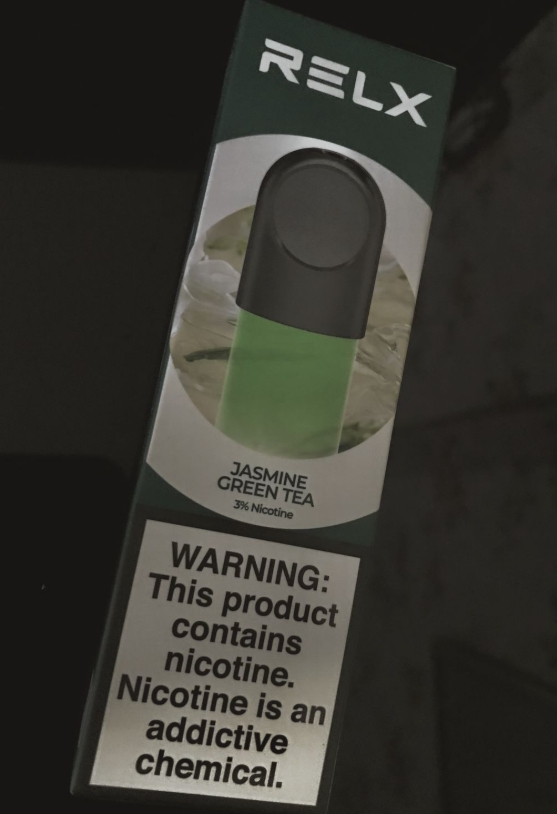 RELX
JASMINE
GREEN TEA
3% Nicotine
WARNING:
This product
contains
nicotine.
Nicotine is an
addictive
chemical.